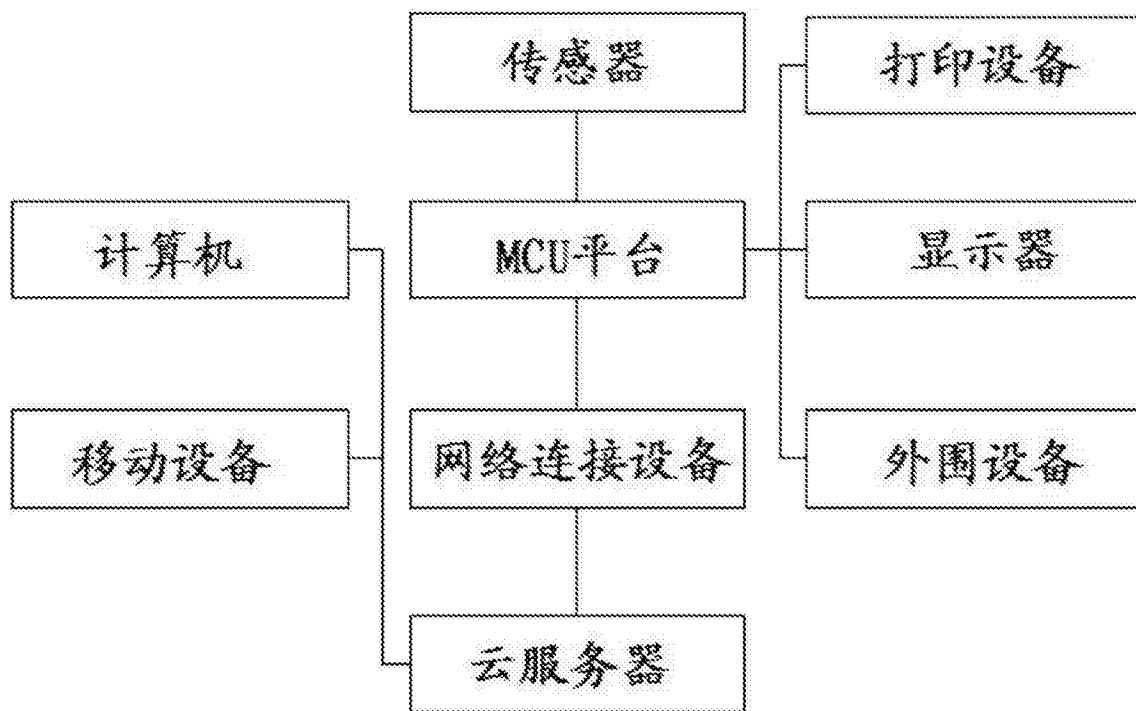 传感器
打印设备
计算机
MCU平台
显示器
移动设备
网络连接设备
外围设备
云服务器